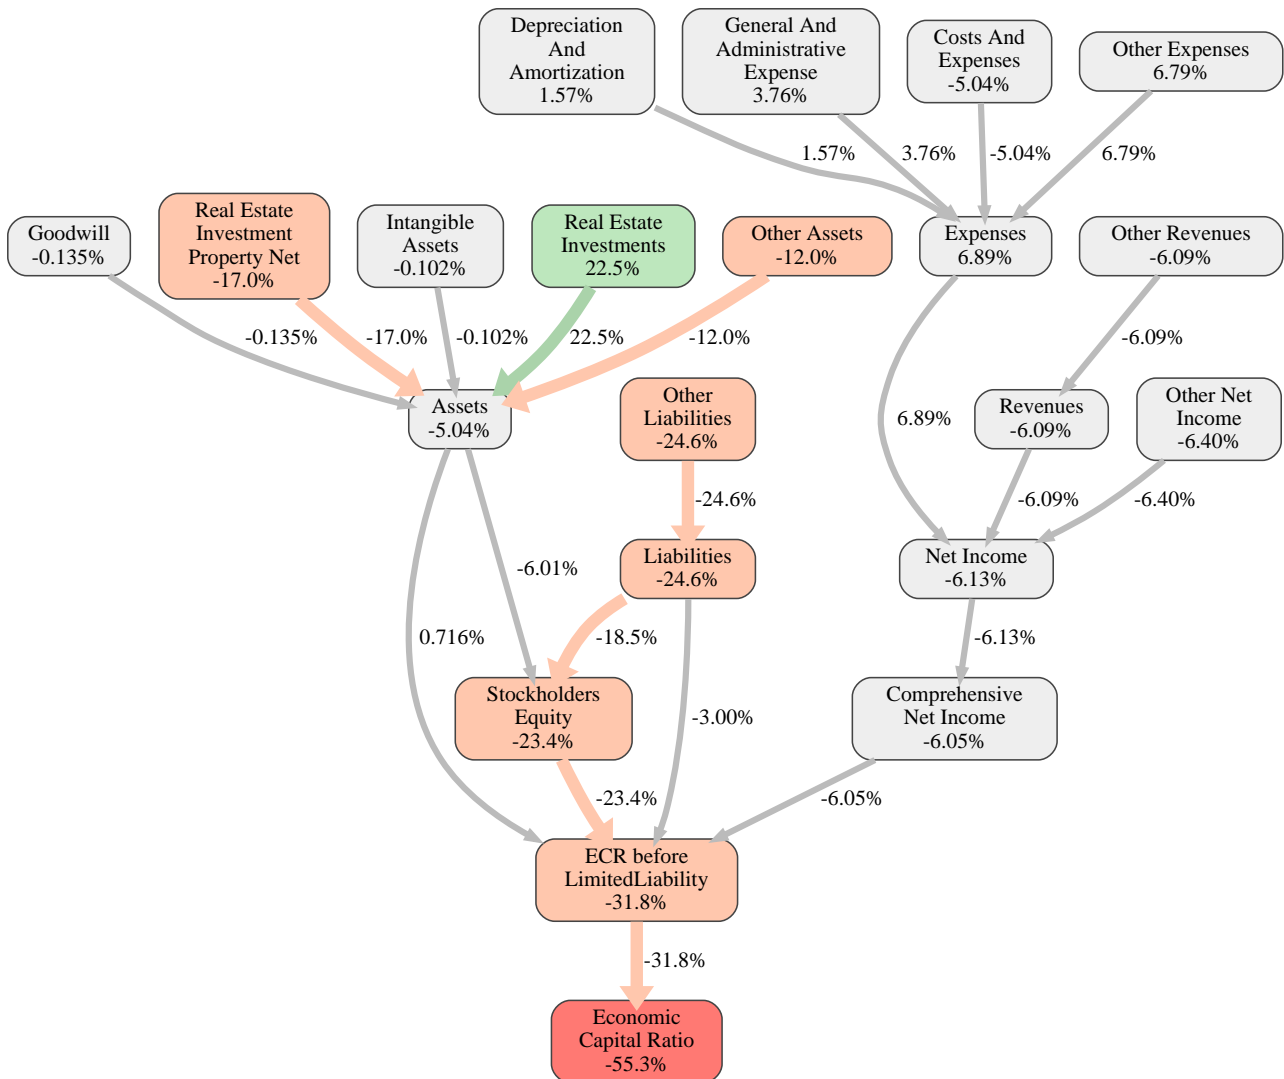 Depreciation
And
Amortization
1.57%
General And
Administrative
Expense
3.76%
Costs And
Expenses
-5.04%
Other Expenses
6.79%
1.57%
3.76%
-5.04%
6.79%
Goodwill
-0.135%
Real Estate
Investment
Property Net
-17.0%
Intangible
Assets
-0.102%
Real Estate
Investments
22.5%
Other Assets
-12.0%
Expenses
6.89%
Other Revenues
-6.09%
-0.135%
-17.0%
-0.102%
22.5%
-12.0%
-6.09%
Assets
-5.04%
Other
Liabilities
-24.6%
6.89%
Revenues
-6.09%
Other Net
Income
-6.40%
-24.6%
-6.09%
-6.40%
-6.01%
Liabilities
-24.6%
Net Income
-6.13%
0.716%
-18.5%
-6.13%
Stockholders
Equity
-23.4%
-3.00%
Comprehensive
Net Income
-6.05%
-23.4%
-6.05%
ECR before
LimitedLiability
-31.8%
-31.8%
Economic
Capital Ratio
-55.3%